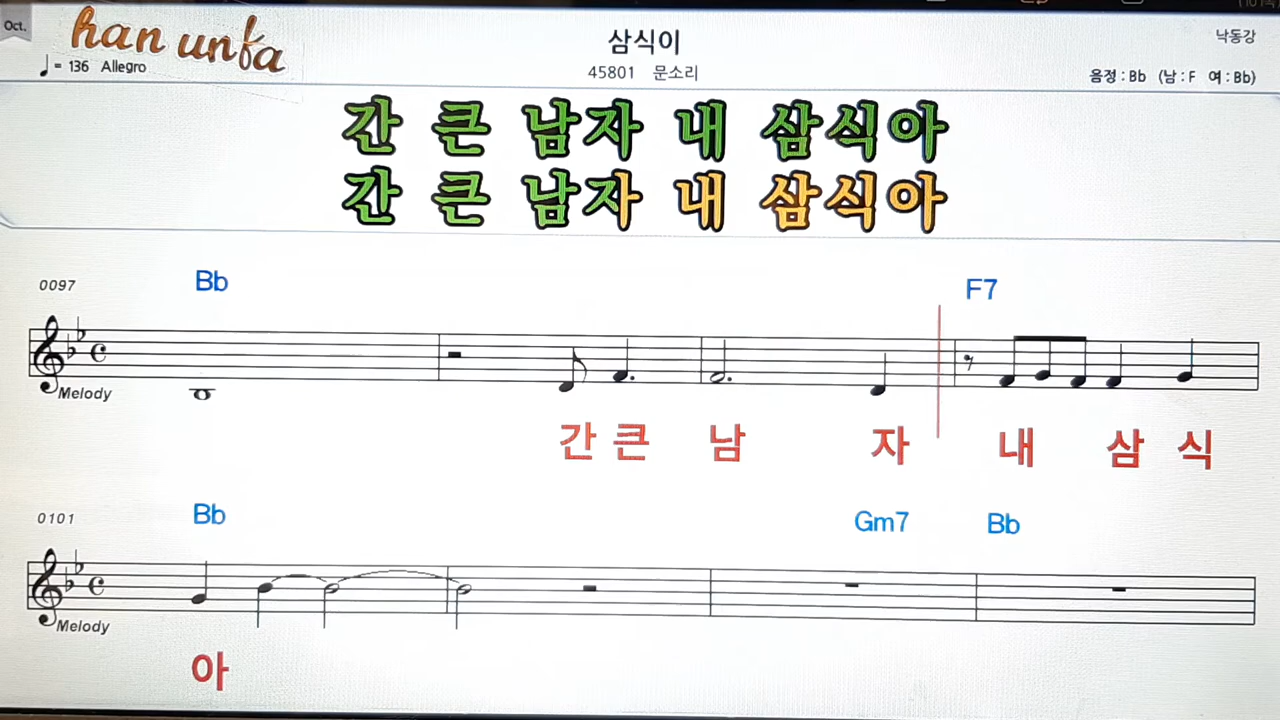 Oct.
han unfa
♩= 136 Allegro
삼식이
45801 문소리
낙동강
음정 : Bb (남 : F 여 : Bb)
간 큰 남자 내 삼식아
간 큰 남자 내 삼식아
0097 Bb F7
Melody
간 큰 남 자 내 삼 식
0101 Bb Gm7 Bb
Melody
아